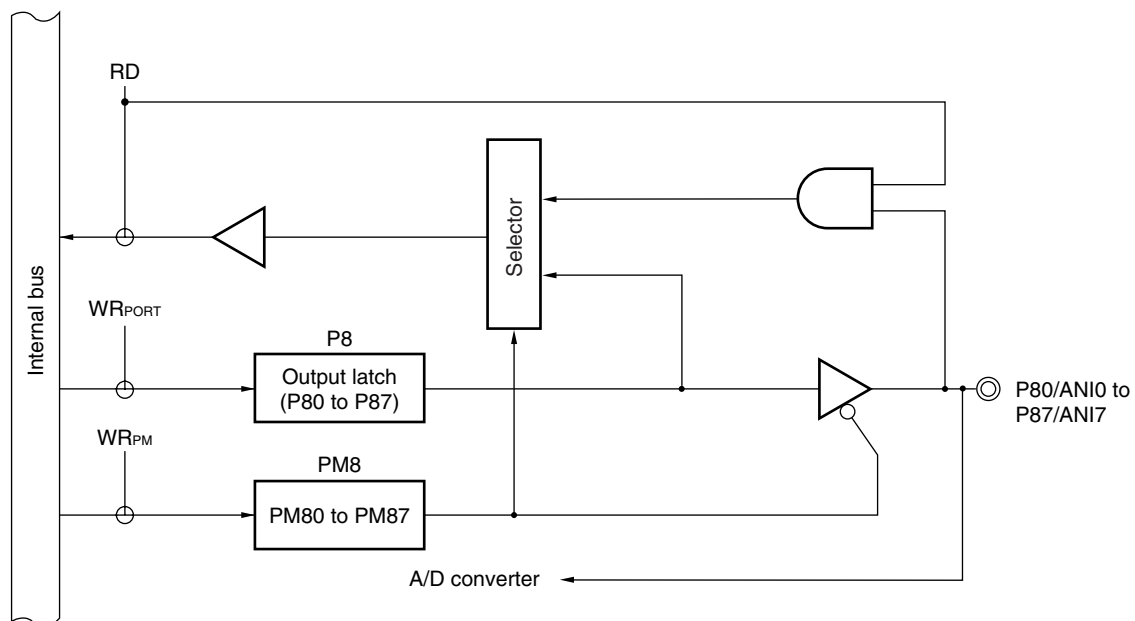 RD
Selector
Internal bus
WRPORT
P8
Output latch
(P80 to P87)
P80/ANI0 to
P87/ANI7
WRPM
PM8
PM80 to PM87
A/D converter